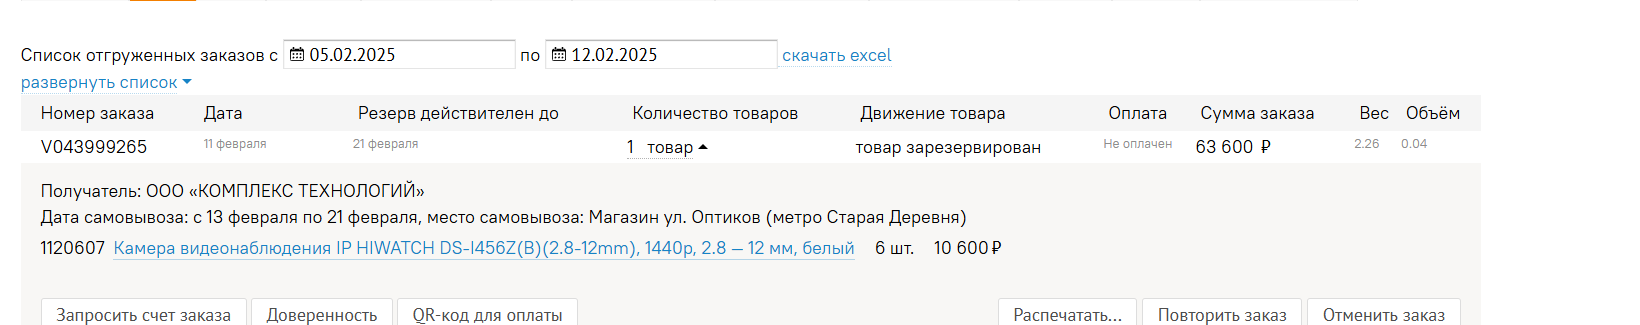 Список отгруженных заказов с 05.02.2025 по 12.02.2025 скачать excel
развернуть список
Номер заказа Дата Резерв действителен до Количество товаров Движение товара Оплата Сумма заказа Вес Объём
V043999265 11 февраля 21 февраля 1 товар товар зарезервирован Не оплачен 63 600 ₽ 2.26 0.04
Получатель: ООО «КОМПЛЕКС ТЕХНОЛОГИЙ»
Дата самовывоза: с 13 февраля по 21 февраля, место самовывоза: Магазин ул. Оптиков (метро Старая Деревня)
1120607 Камера видеонаблюдения IP HIWATCH DS-I456Z(B)(2.8-12mm), 1440p, 2.8 – 12 мм, белый 6 шт. 10 600 ₽
Запросить счет заказа Доверенность QR-код для оплаты Распечатать... Повторить заказ Отменить заказ